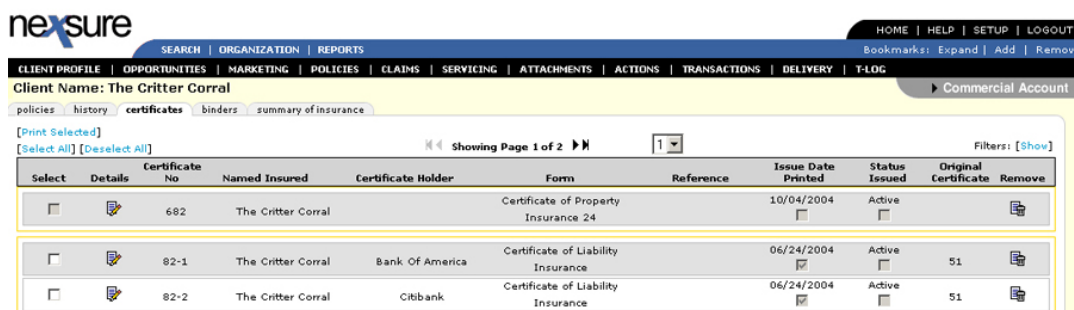 nexsure
HOME | HELP | SETUP | LOGOUT
SEARCH | ORGANIZATION | REPORTS
Bookmarks: Expand | Add | Remov
CLIENT PROFILE | OPPORTUNITIES | MARKETING | POLICIES | CLAIMS | SERVICING | ATTACHMENTS | ACTIONS | TRANSACTIONS | DELIVERY | T-LOG
Client Name: The Critter Corral
Commercial Account
policies history certificates binders summary of insurance
[Print Selected]
[Select All] [Deselect All] Showing Page 1 of 2 1 Filters: [Show]
Select Details Certificate No Named Insured Certificate Holder Form Reference Issue Date Printed Status Issued Original Certificate Remove
682 The Critter Corral Certificate of Property Insurance 24 10/04/2004 Active
82-1 The Critter Corral Bank Of America Certificate of Liability Insurance 06/24/2004 Active 51
82-2 The Critter Corral Citibank Certificate of Liability Insurance 06/24/2004 Active 51